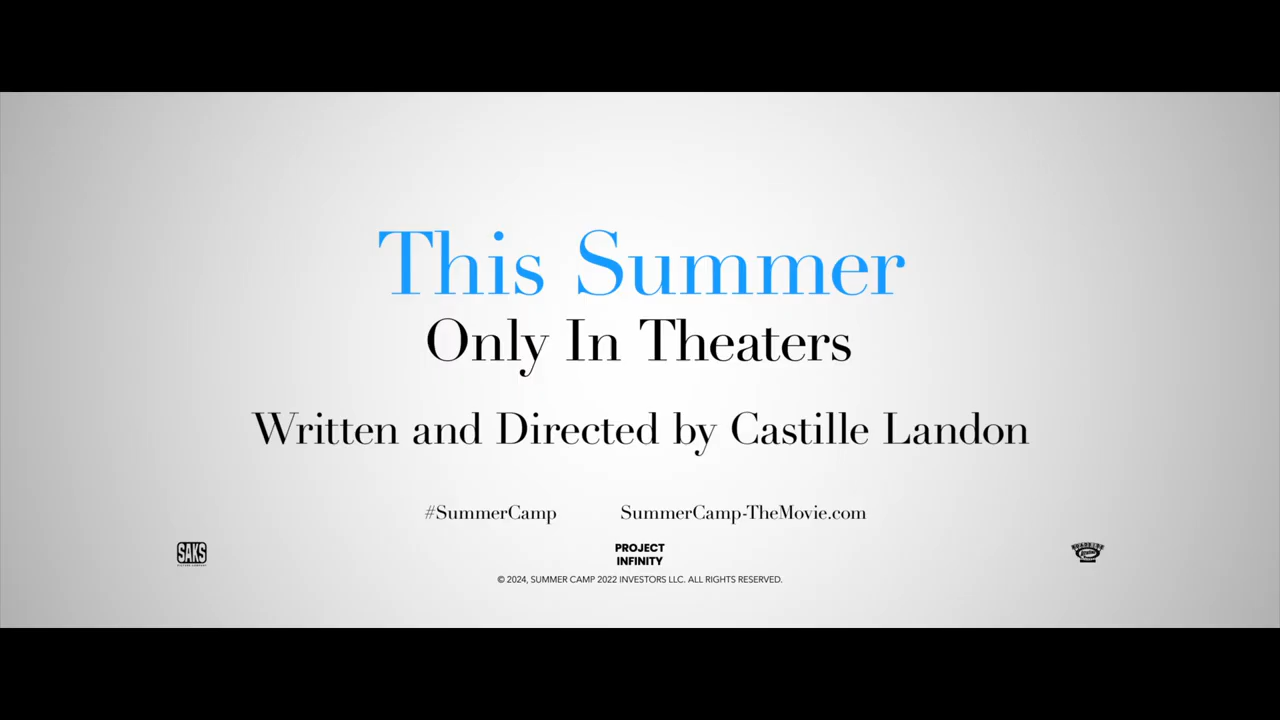 This Summer
Only In Theaters
Written and Directed by Castille Landon
#SummerCamp SummerCamp-TheMovie.com
SAKS
PROJECT
INFINITY
© 2024, SUMMER CAMP 2022 INVESTORS LLC. ALL RIGHTS RESERVED.